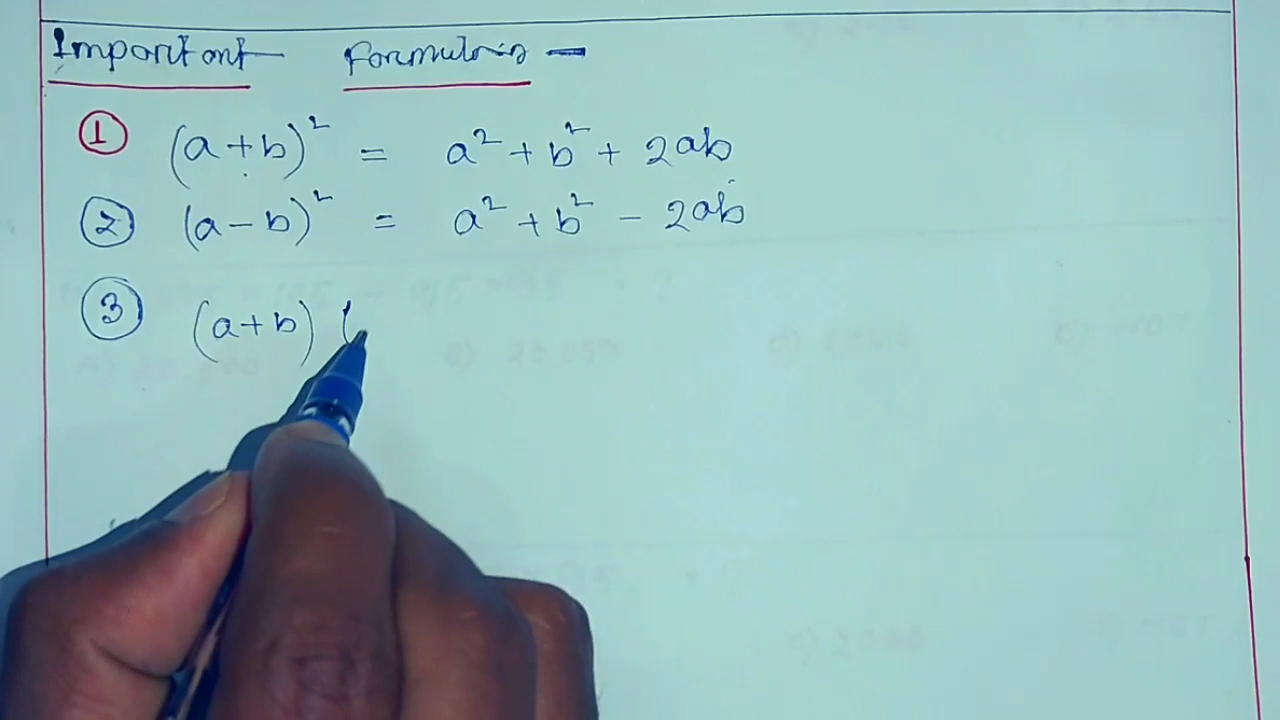 Important Formulas -
① (a+b)² = a² + b² + 2ab
② (a-b)² = a² + b² - 2ab
③ (a+b) (